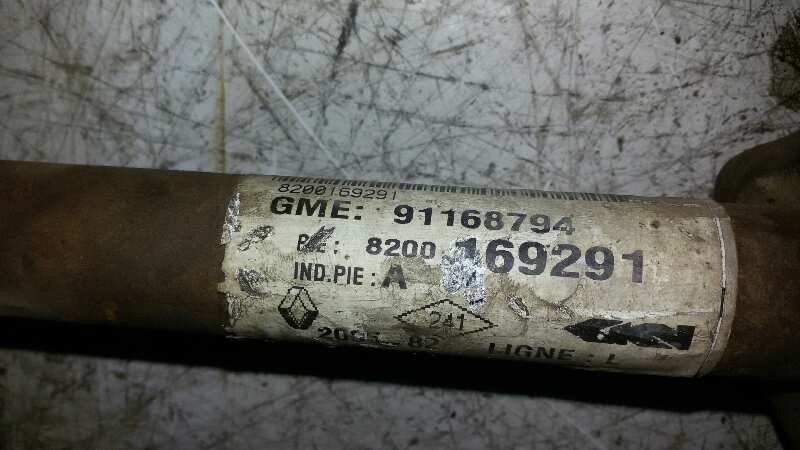 8200169291
GME: 91168794
8200 169291
IND.PIE: A
241
LIGNE: L